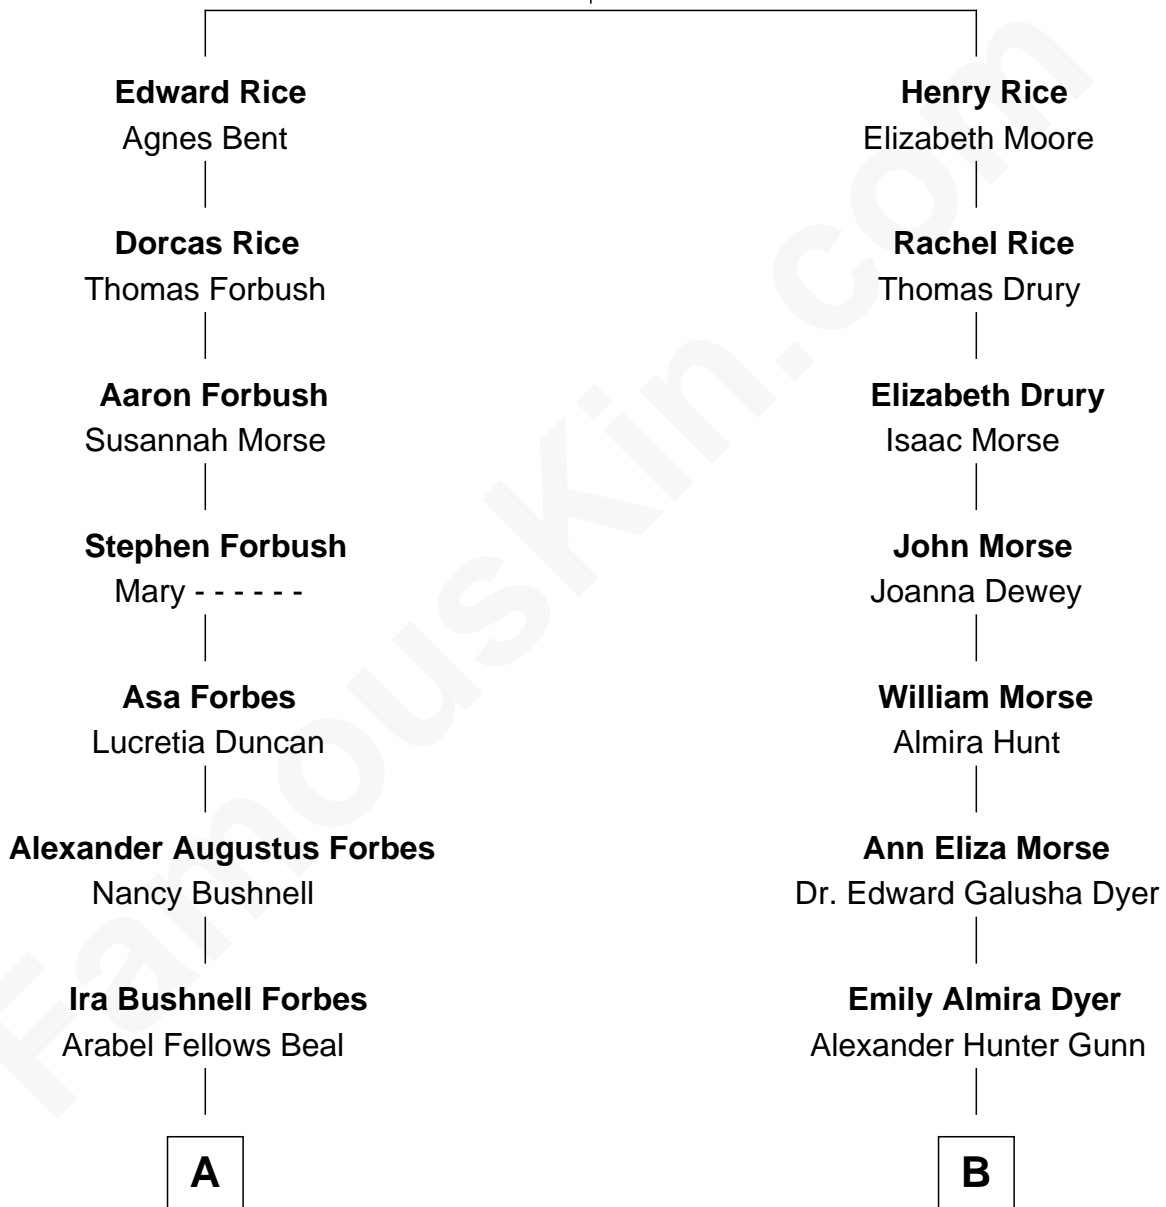 Edward Rice
Agnes Bent
Henry Rice
Elizabeth Moore
Dorcas Rice
Thomas Forbush
Rachel Rice
Thomas Drury
Aaron Forbush
Susannah Morse
Elizabeth Drury
Isaac Morse
Stephen Forbush
Mary - - - - - -
John Morse
Joanna Dewey
Asa Forbes
Lucretia Duncan
William Morse
Almira Hunt
Alexander Augustus Forbes
Nancy Bushnell
Ann Eliza Morse
Dr. Edward Galusha Dyer
Ira Bushnell Forbes
Arabel Fellows Beal
Emily Almira Dyer
Alexander Hunter Gunn
A
B
FamousKin.com